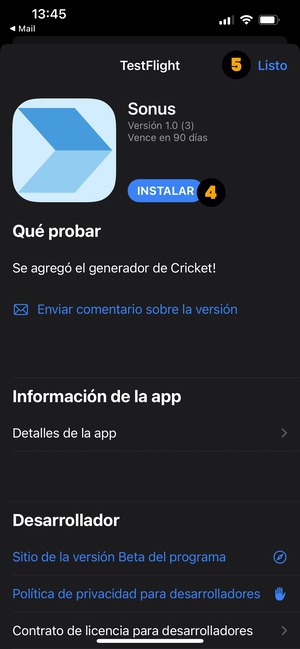 13:45
◀ Mail
TestFlight
5
Listo
Sonus
Versión 1.0 (3)
Vence en 90 días
INSTALAR
4
Qué probar
Se agregó el generador de Cricket!
Enviar comentario sobre la versión
Información de la app
Detalles de la app
Desarrollador
Sitio de la versión Beta del programa
Política de privacidad para desarrolladores
Contrato de licencia para desarrolladores